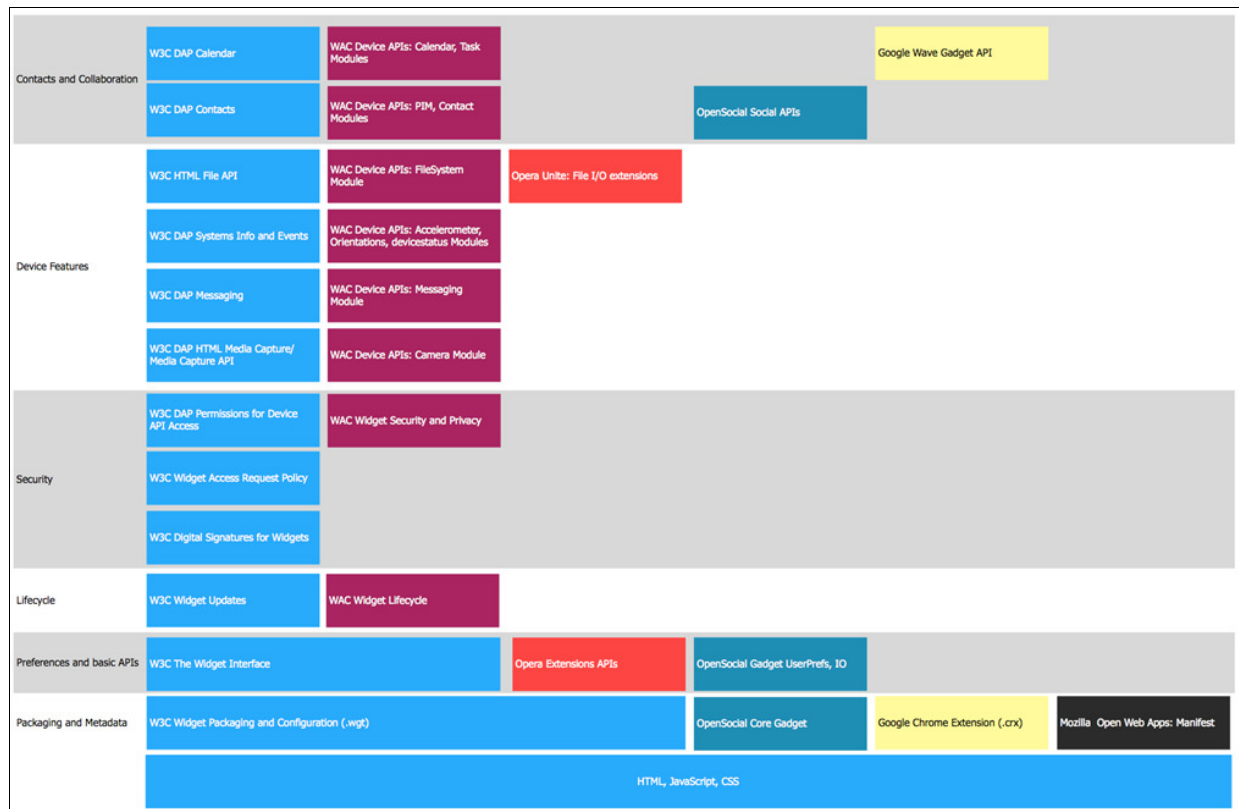 Contacts and Collaboration
W3C DAP Calendar
WAC Device APIs: Calendar, Task
Modules
Google Wave Gadget API
W3C DAP Contacts
WAC Device APIs: PIM, Contact
Modules
OpenSocial Social APIs
Device Features
W3C HTML File API
WAC Device APIs: FileSystem
Module
Opera Unite: File I/O extensions
W3C DAP Systems Info and Events
WAC Device APIs: Accelerometer,
Orientations, devicestatus Modules
W3C DAP Messaging
WAC Device APIs: Messaging
Module
W3C DAP HTML Media Capture/
Media Capture API
WAC Device APIs: Camera Module
Security
W3C DAP Permissions for Device
API Access
WAC Widget Security and Privacy
W3C Widget Access Request Policy
W3C Digital Signatures for Widgets
Lifecycle
W3C Widget Updates
WAC Widget Lifecycle
Preferences and basic APIs
W3C The Widget Interface
Opera Extensions APIs
OpenSocial Gadget UserPrefs, IO
Packaging and Metadata
W3C Widget Packaging and Configuration (.wgt)
OpenSocial Core Gadget
Google Chrome Extension (.crx)
Mozilla Open Web Apps: Manifest
HTML, JavaScript, CSS